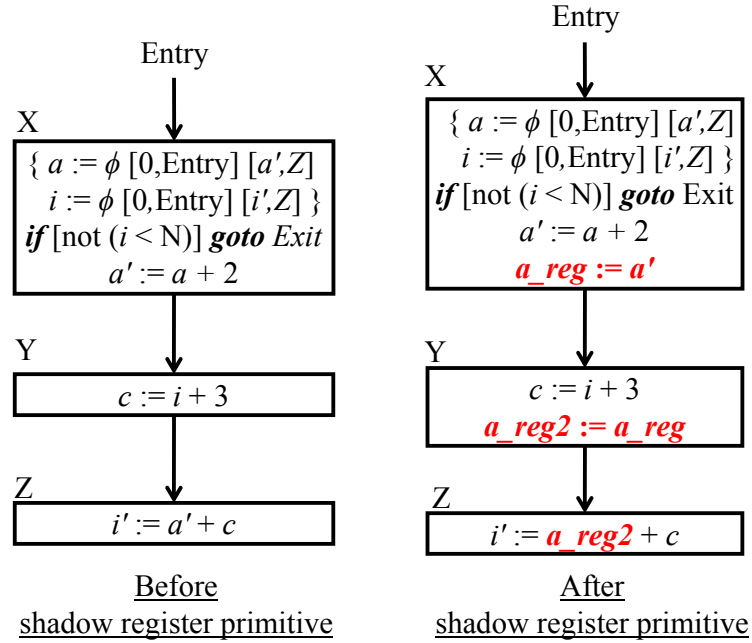 Entry
X
{ a := ϕ [0,Entry] [a′,Z]
i := ϕ [0,Entry] [i′,Z] }
if [not (i < N)] goto Exit
a′ := a + 2
Y
c := i + 3
Z
i′ := a′ + c
Before
shadow register primitive
Entry
X
{ a := ϕ [0,Entry] [a′,Z]
i := ϕ [0,Entry] [i′,Z] }
if [not (i < N)] goto Exit
a′ := a + 2
a_reg := a′
Y
c := i + 3
a_reg2 := a_reg
Z
i′ := a_reg2 + c
After
shadow register primitive